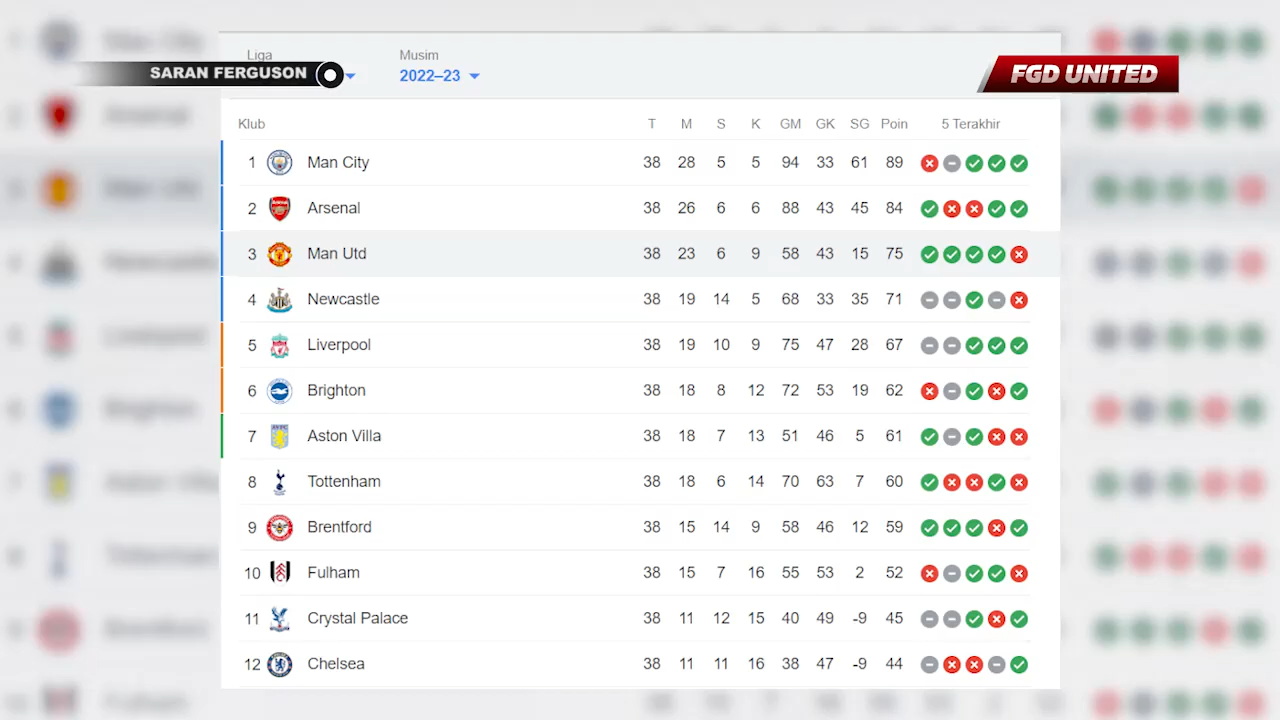 Liga Musim
SARAN FERGUSON 2022–23 FGD UNITED
Klub T M S K GM GK SG Poin 5 Terakhir
1 Man City 38 28 5 5 94 33 61 89
2 Arsenal 38 26 6 6 88 43 45 84
3 Man Utd 38 23 6 9 58 43 15 75
4 Newcastle 38 19 14 5 68 33 35 71
5 Liverpool 38 19 10 9 75 47 28 67
6 Brighton 38 18 8 12 72 53 19 62
7 Aston Villa 38 18 7 13 51 46 5 61
8 Tottenham 38 18 6 14 70 63 7 60
9 Brentford 38 15 14 9 58 46 12 59
10 Fulham 38 15 7 16 55 53 2 52
11 Crystal Palace 38 11 12 15 40 49 -9 45
12 Chelsea 38 11 11 16 38 47 -9 44